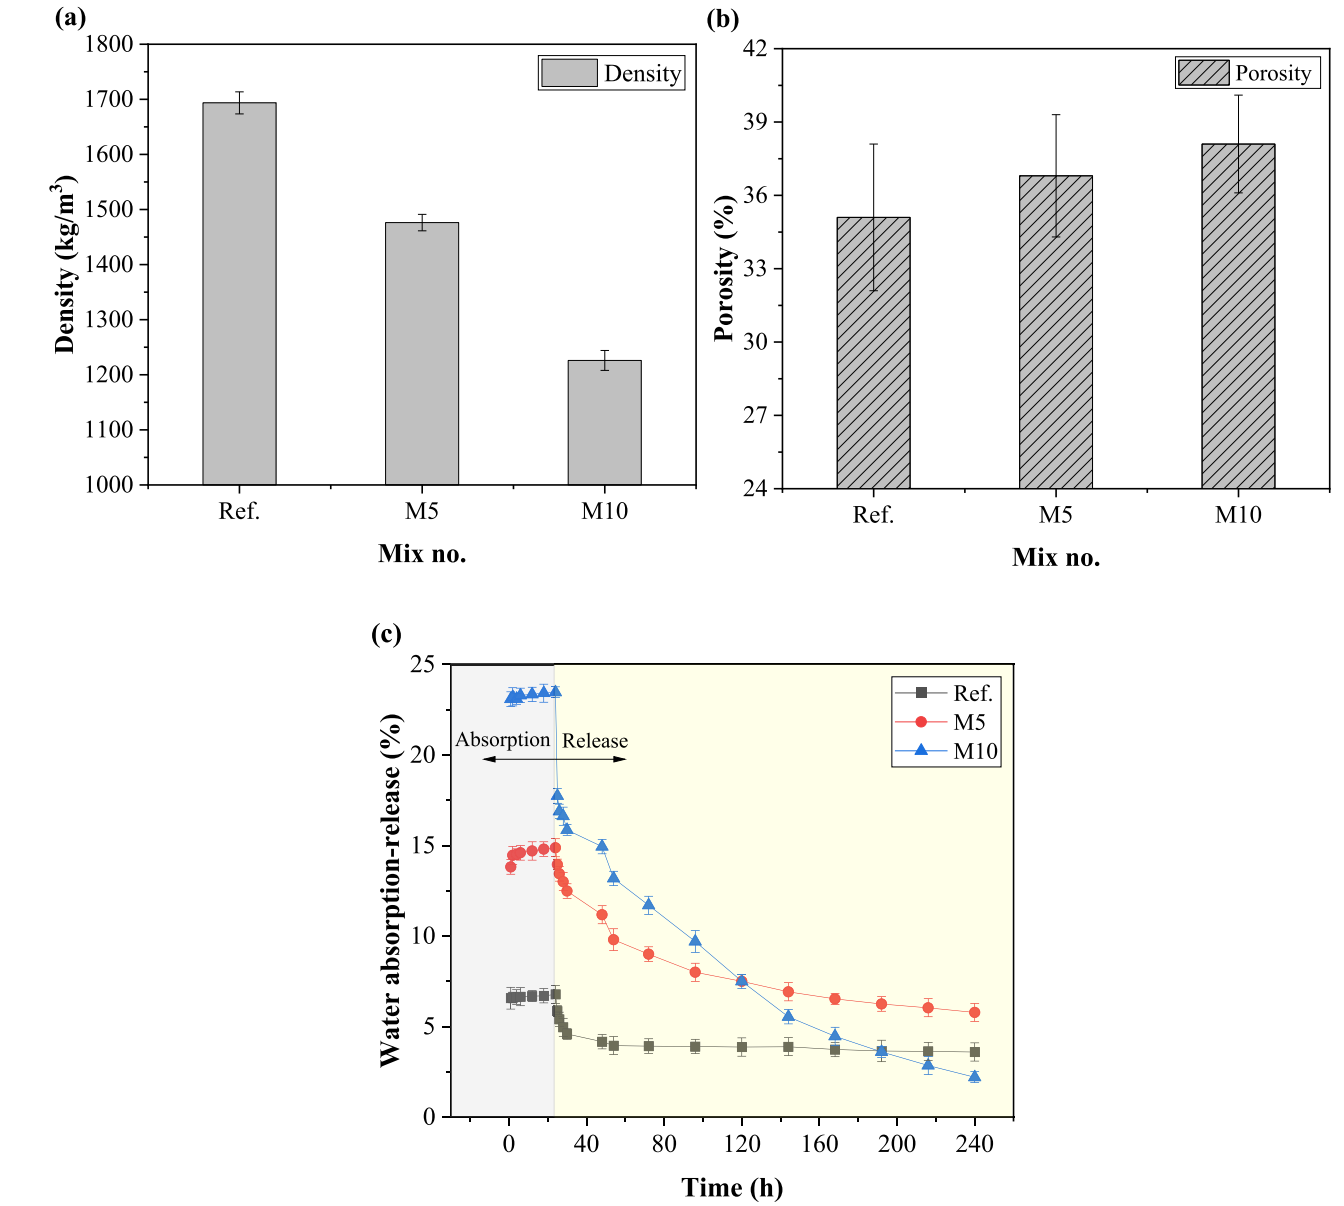 (a)
Density
1800
1700
1600
1500
1400
1300
1200
1100
1000
Density (kg/m³)
Ref. M5 M10
Mix no.
(b)
Porosity
42
39
36
33
30
27
24
Porosity (%)
Ref. M5 M10
Mix no.
(c)
Ref.
M5
M10
Absorption Release
25
20
15
10
5
0
Water absorption-release (%)
0 40 80 120 160 200 240
Time (h)